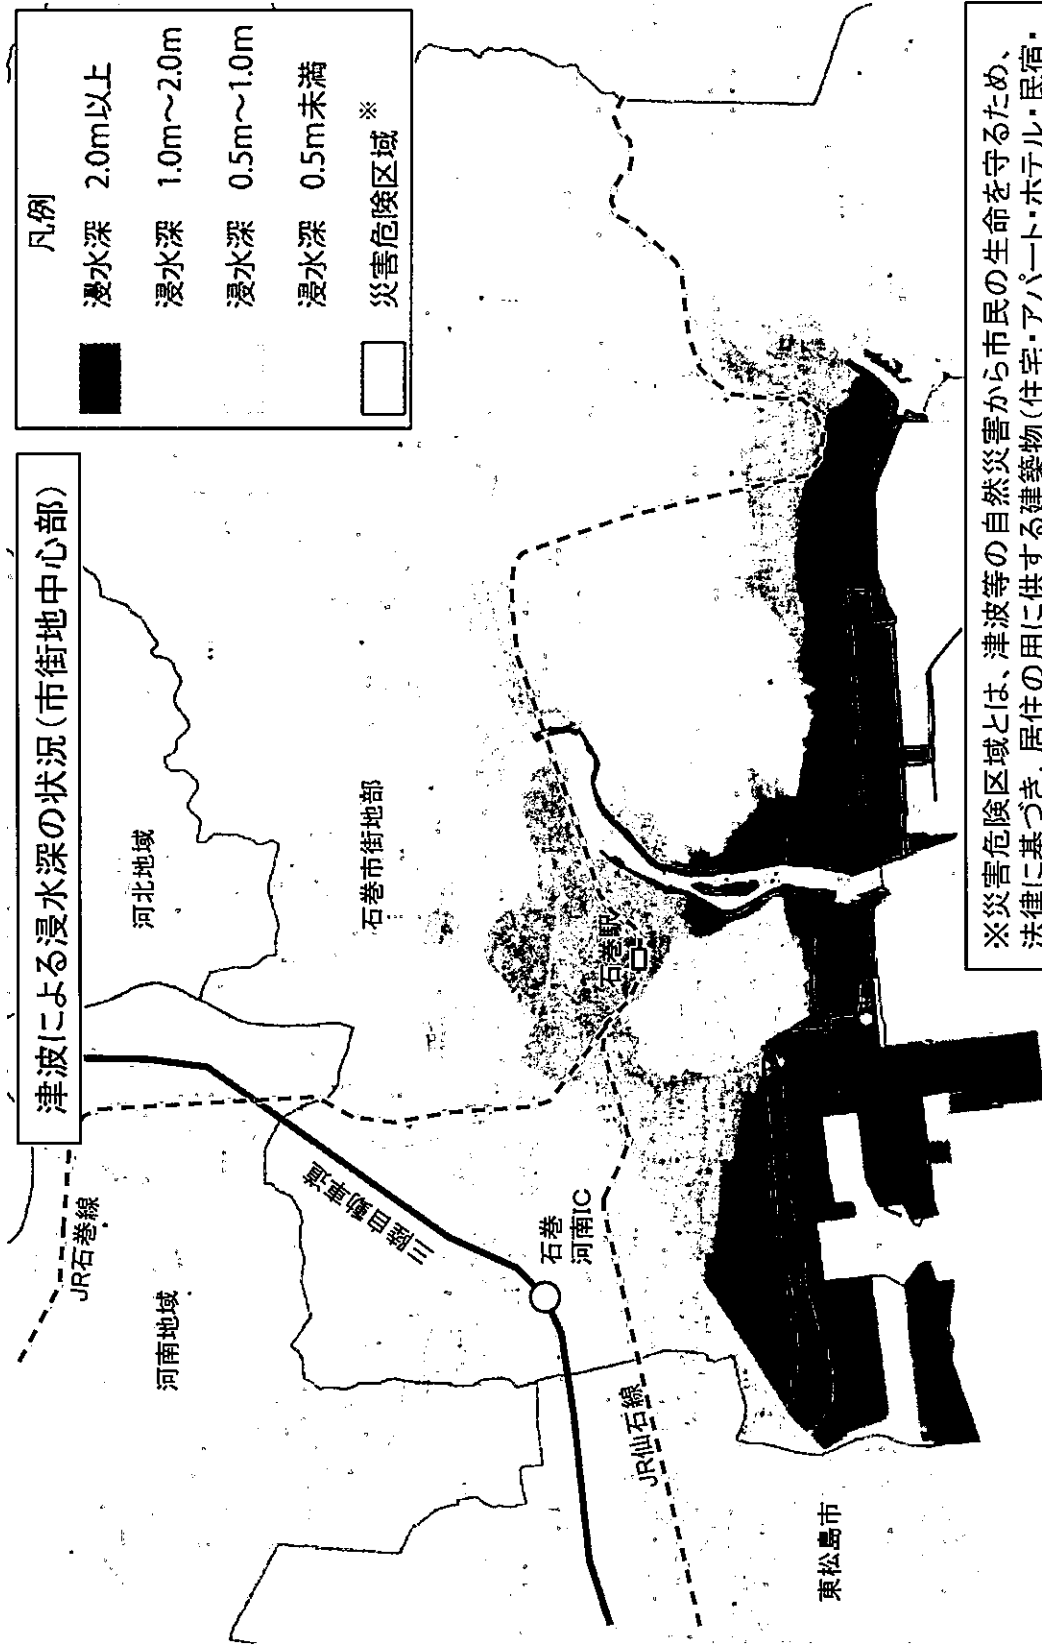 津波による浸水深の状況(市街地中心部)
凡例
浸水深 2.0m以上
浸水深 1.0m～2.0m
浸水深 0.5m～1.0m
浸水深 0.5m未満
災害危険区域※
JR石巻線
河北地域
河南地域
石巻市街地部
三陸自動車道
石巻
河南IC
石巻駅
JR仙石線
東松島市
※災害危険区域とは、津波等の自然災害から市民の生命を守るため、
法律に基づき、居住の用に供する建築物(住宅・アパート・ホテル・民宿・